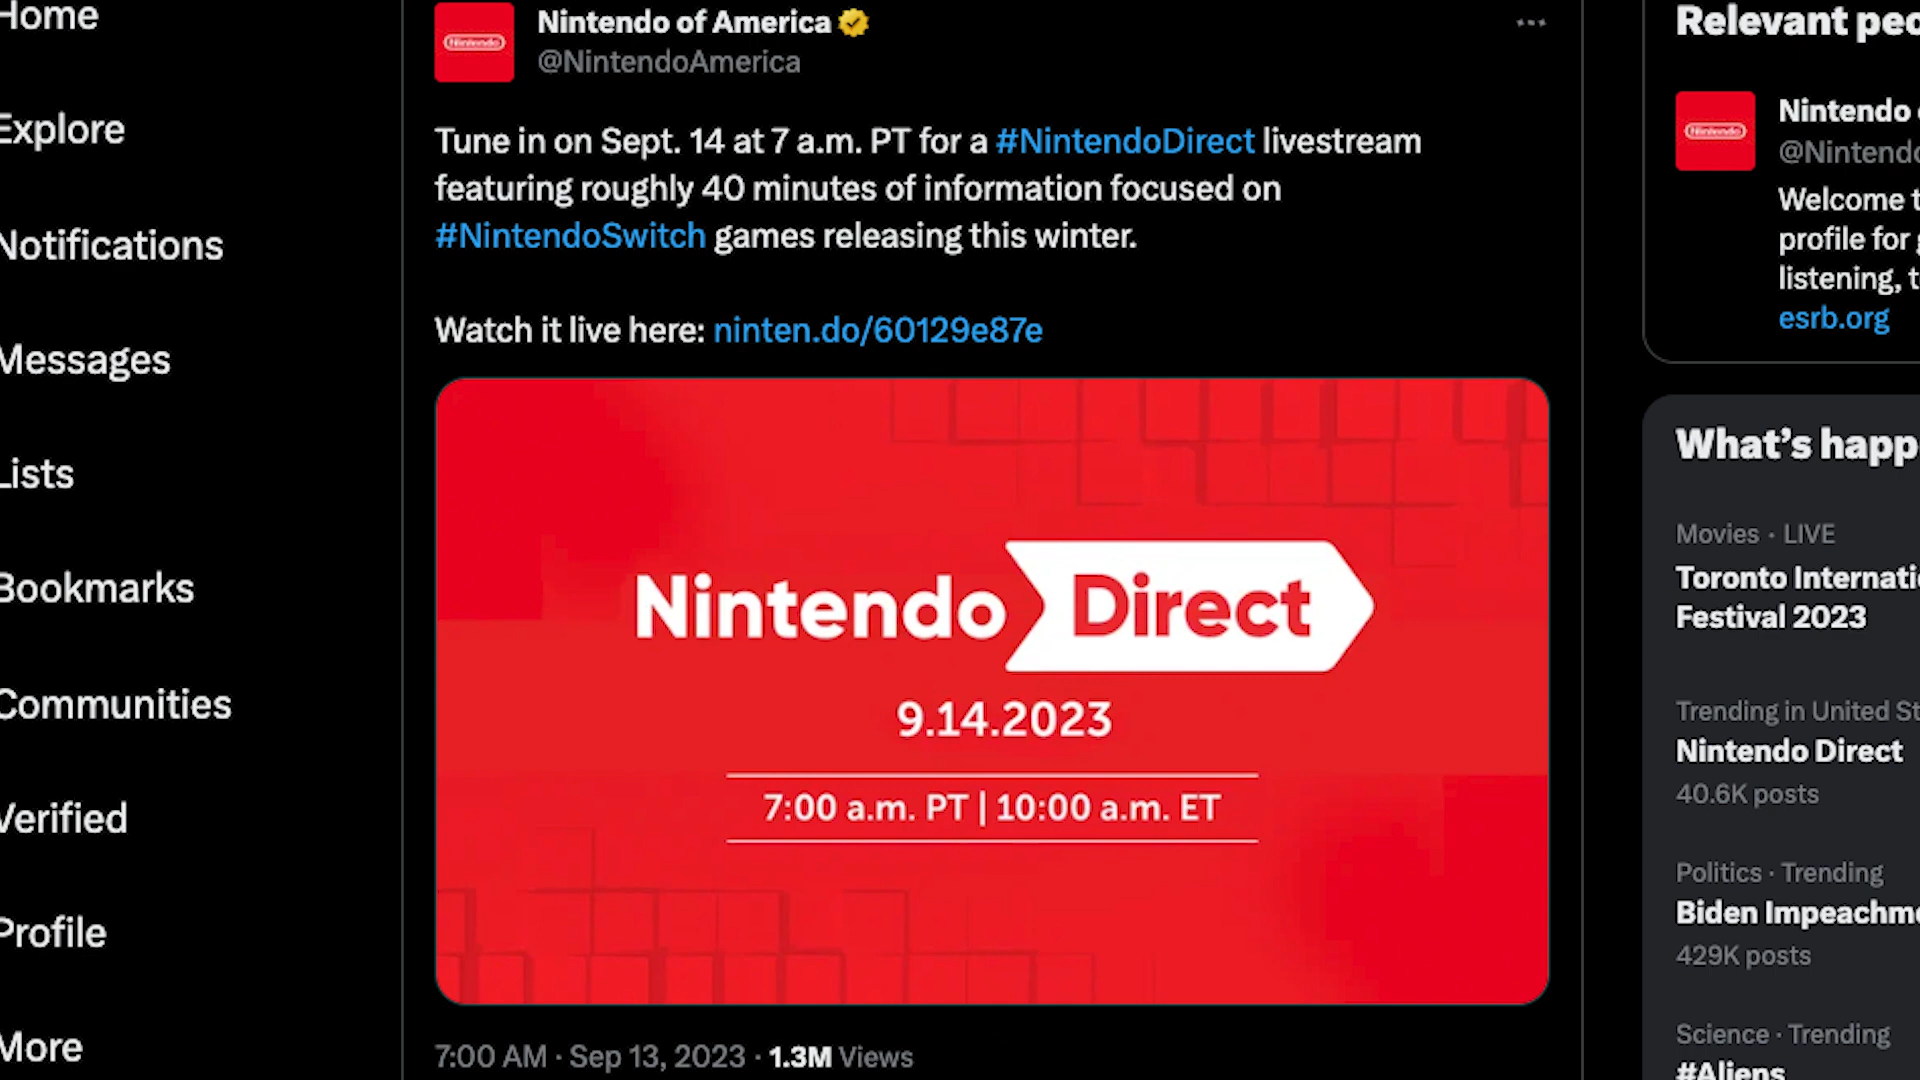 Home
Explore
Notifications
Messages
Lists
Bookmarks
Communities
Verified
Profile
More
Nintendo
Nintendo of America
@NintendoAmerica
Tune in on Sept. 14 at 7 a.m. PT for a #NintendoDirect livestream
featuring roughly 40 minutes of information focused on
#NintendoSwitch games releasing this winter.
Watch it live here: ninten.do/60129e87e
Nintendo Direct
9.14.2023
7:00 a.m. PT | 10:00 a.m. ET
7:00 AM · Sep 13, 2023 · 1.3M Views
Relevant
Nintendo
Nintendo
@Nintendo
Welcome
profile for
listening,
esrb.org
What's
Movies · LIVE
Toronto
Festival 2023
Trending in United
Nintendo Direct
40.6K posts
Politics · Trending
Biden
429K posts
Science · Trending
#Aliens